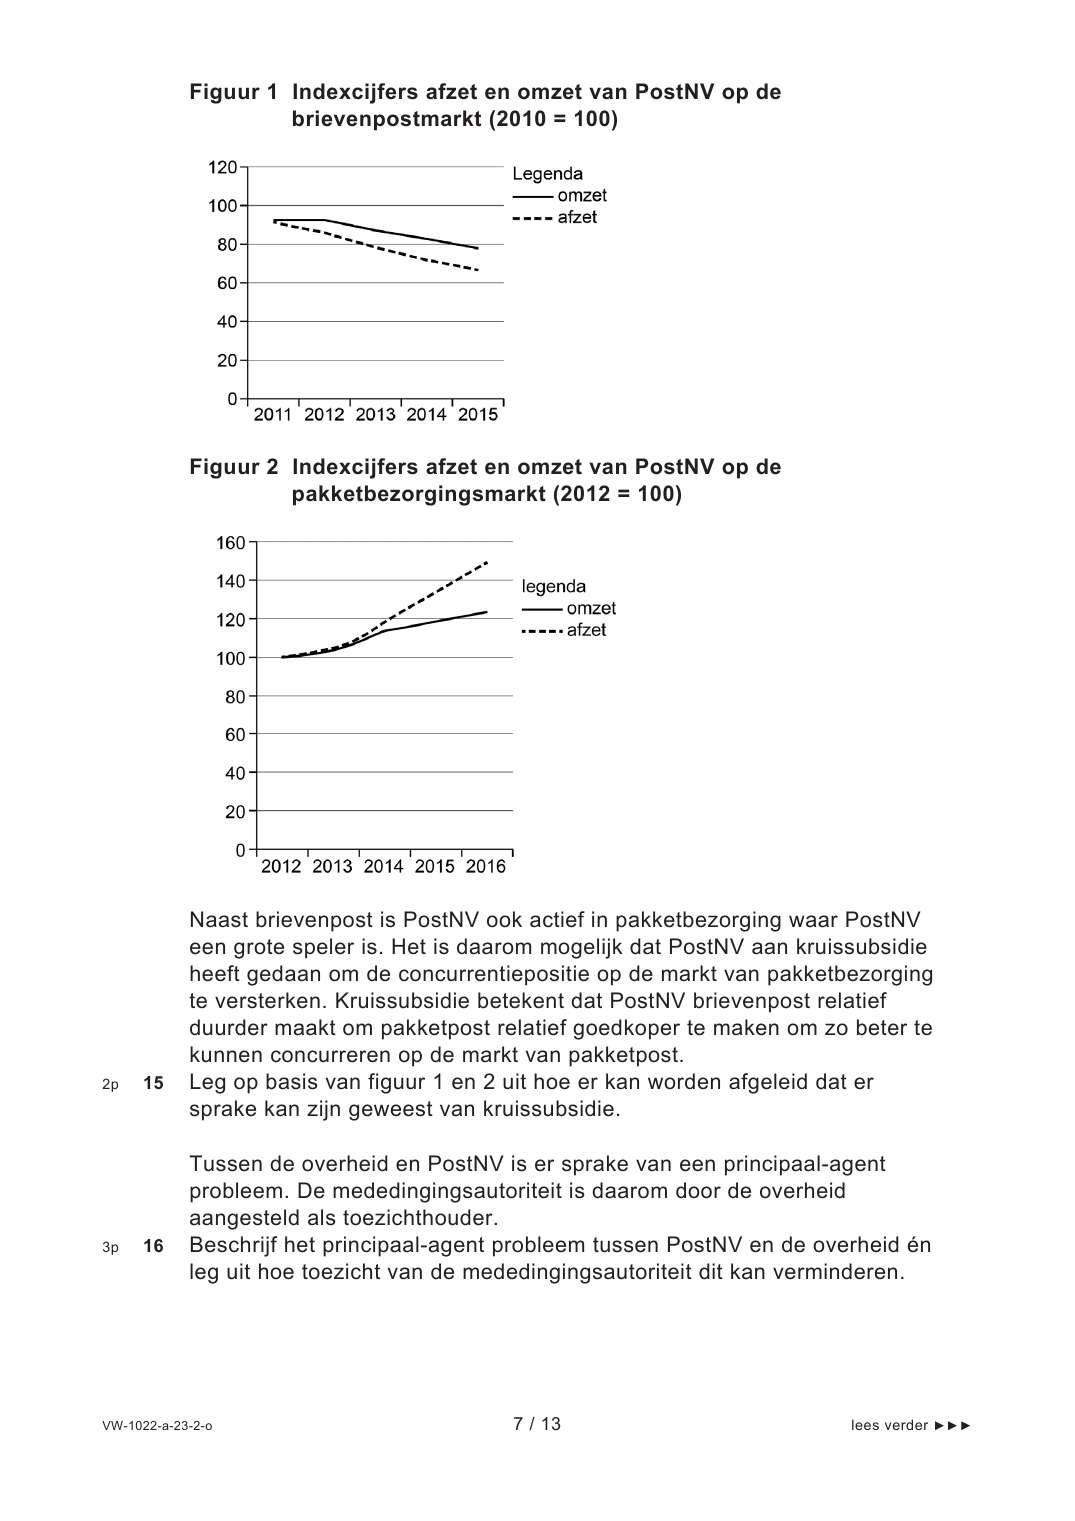 Figuur 1 Indexcijfers afzet en omzet van PostNV op de
brievenpostmarkt (2010 = 100)
120
100
80
60
40
20
0
2011 2012 2013 2014 2015
Legenda
omzet
afzet
Figuur 2 Indexcijfers afzet en omzet van PostNV op de
pakketbezorgingsmarkt (2012 = 100)
160
140
120
100
80
60
40
20
0
2012 2013 2014 2015 2016
legenda
omzet
afzet
Naast brievenpost is PostNV ook actief in pakketbezorging waar PostNV
een grote speler is. Het is daarom mogelijk dat PostNV aan kruissubsidie
heeft gedaan om de concurrentiepositie op de markt van pakketbezorging
te versterken. Kruissubsidie betekent dat PostNV brievenpost relatief
duurder maakt om pakketpost relatief goedkoper te maken om zo beter te
kunnen concurreren op de markt van pakketpost.
2p 15 Leg op basis van figuur 1 en 2 uit hoe er kan worden afgeleid dat er
sprake kan zijn geweest van kruissubsidie.
Tussen de overheid en PostNV is er sprake van een principaal-agent
probleem. De mededingingsautoriteit is daarom door de overheid
aangesteld als toezichthouder.
3p 16 Beschrijf het principaal-agent probleem tussen PostNV en de overheid én
leg uit hoe toezicht van de mededingingsautoriteit dit kan verminderen.
VW-1022-a-23-2-o 7 / 13 lees verder ►►►